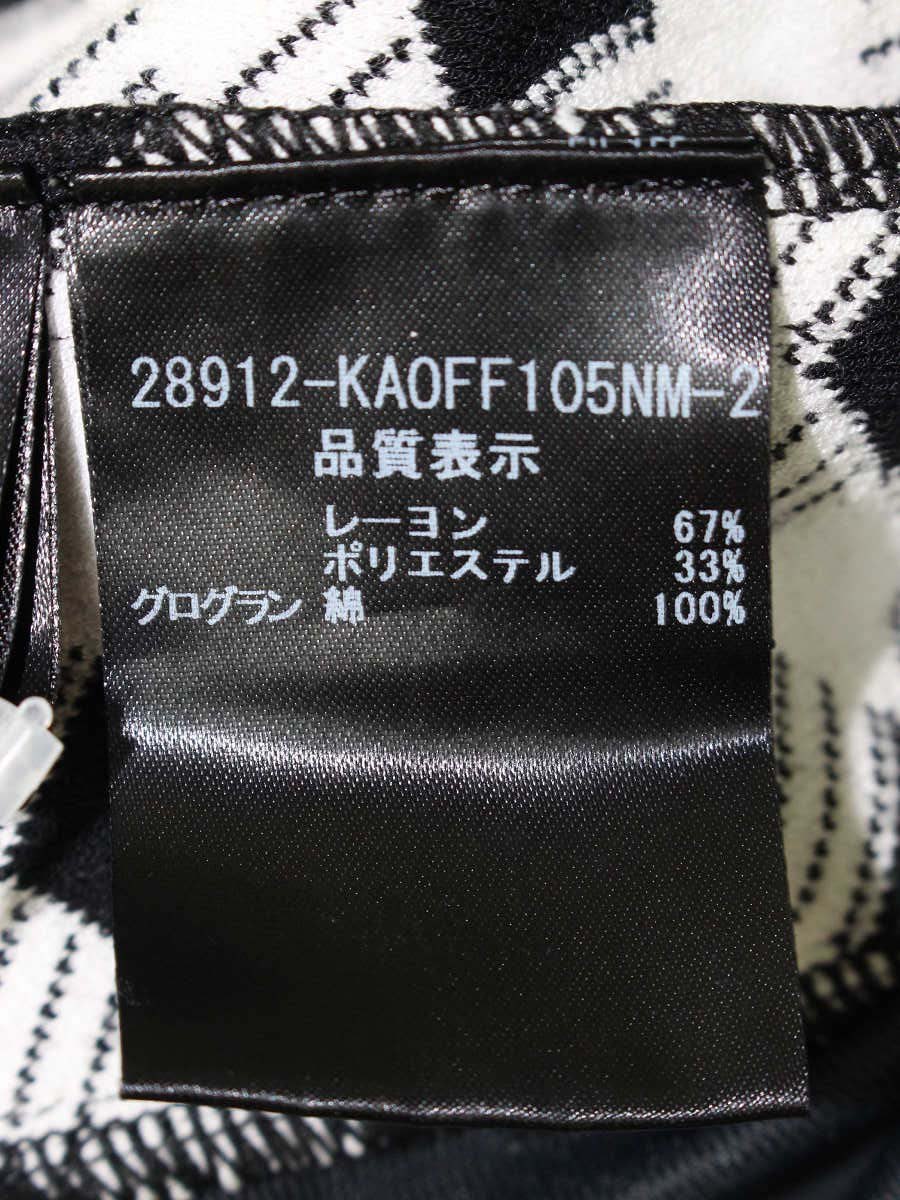 28912-KA0FF105NM-2
品質表示
レーヨン 67%
ポリエステル 33%
グログラン 綿 100%